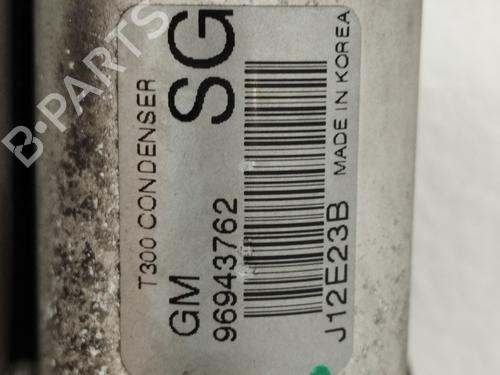 T300 CONDENSER
GM SG
96943762
J12E23B MADE IN KOREA
B-PARTS